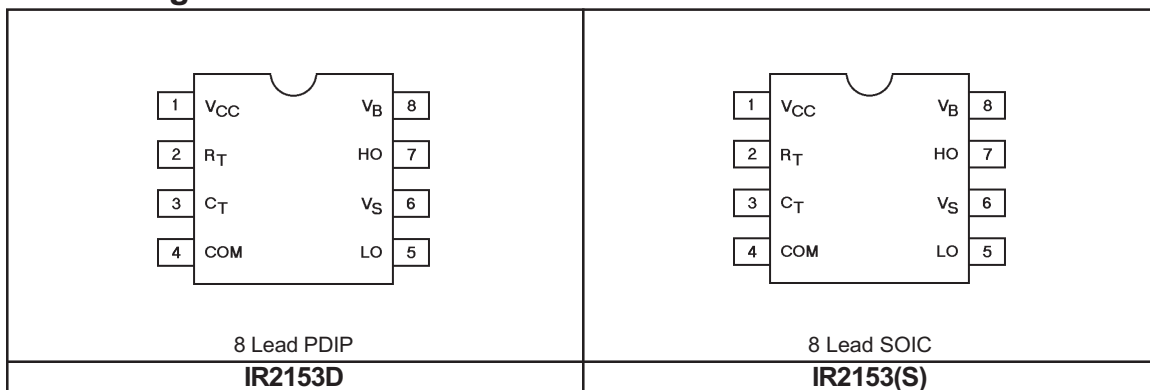 1 VCC VB 8
2 RT HO 7
3 CT VS 6
4 COM LO 5
8 Lead PDIP
IR2153D
1 VCC VB 8
2 RT HO 7
3 CT VS 6
4 COM LO 5
8 Lead SOIC
IR2153(S)